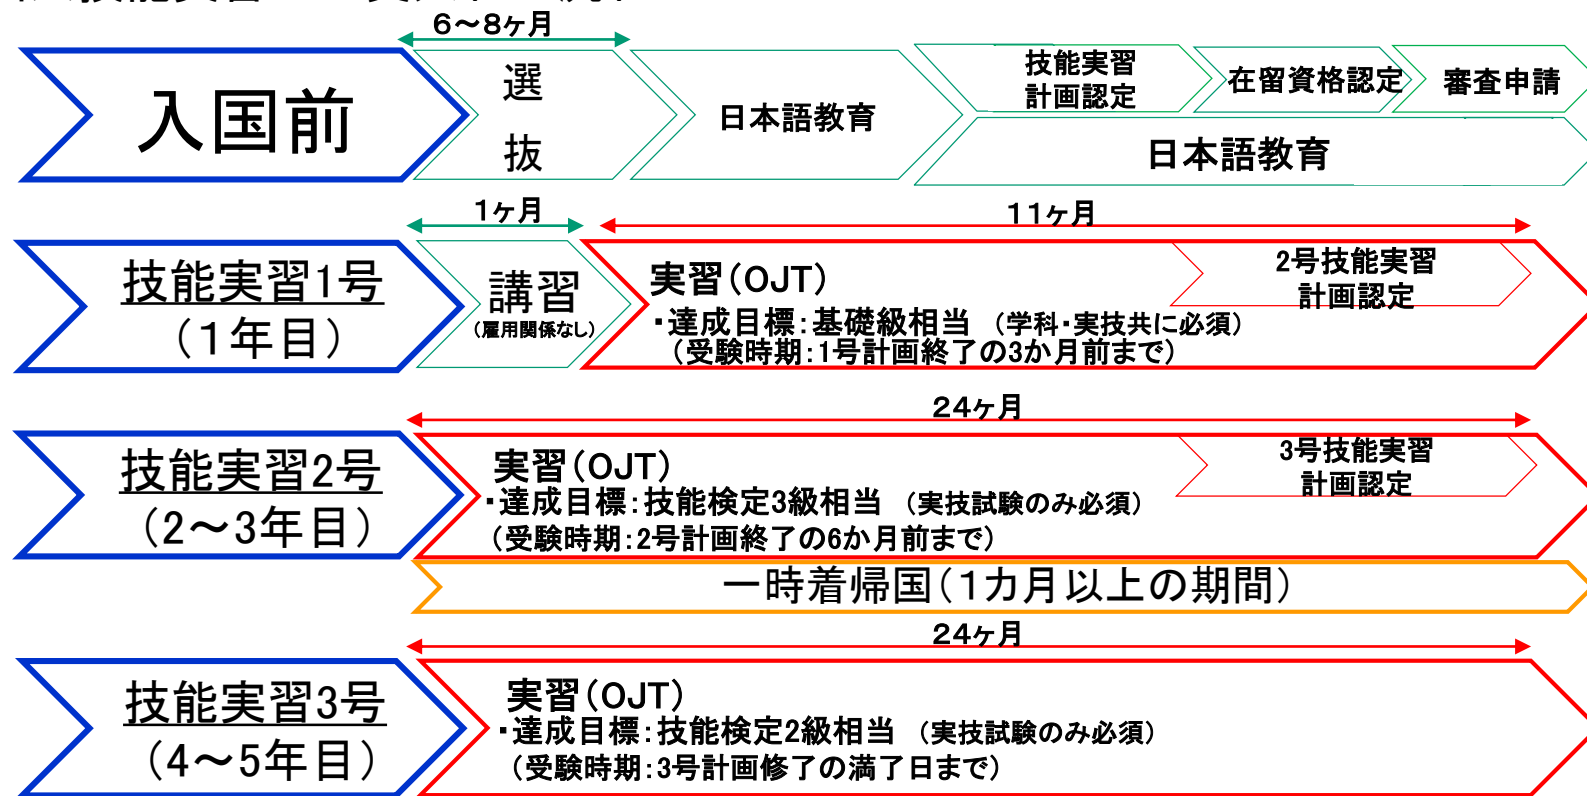 6～8ヶ月
入国前
選
抜
日本語教育
技能実習
計画認定
在留資格認定
審査申請
日本語教育
1ヶ月
11ヶ月
技能実習1号
（1年目）
講習
（雇用関係なし）
実習（OJT）
・達成目標：基礎級相当 （学科・実技共に必須）
（受験時期：1号計画終了の3か月前まで）
2号技能実習
計画認定
24ヶ月
技能実習2号
（2～3年目）
実習（OJT）
・達成目標：技能検定3級相当 （実技試験のみ必須）
（受験時期：2号計画終了の6か月前まで）
3号技能実習
計画認定
一時着帰国（1カ月以上の期間）
24ヶ月
技能実習3号
（4～5年目）
実習（OJT）
・達成目標：技能検定2級相当 （実技試験のみ必須）
（受験時期：3号計画修了の満了日まで）